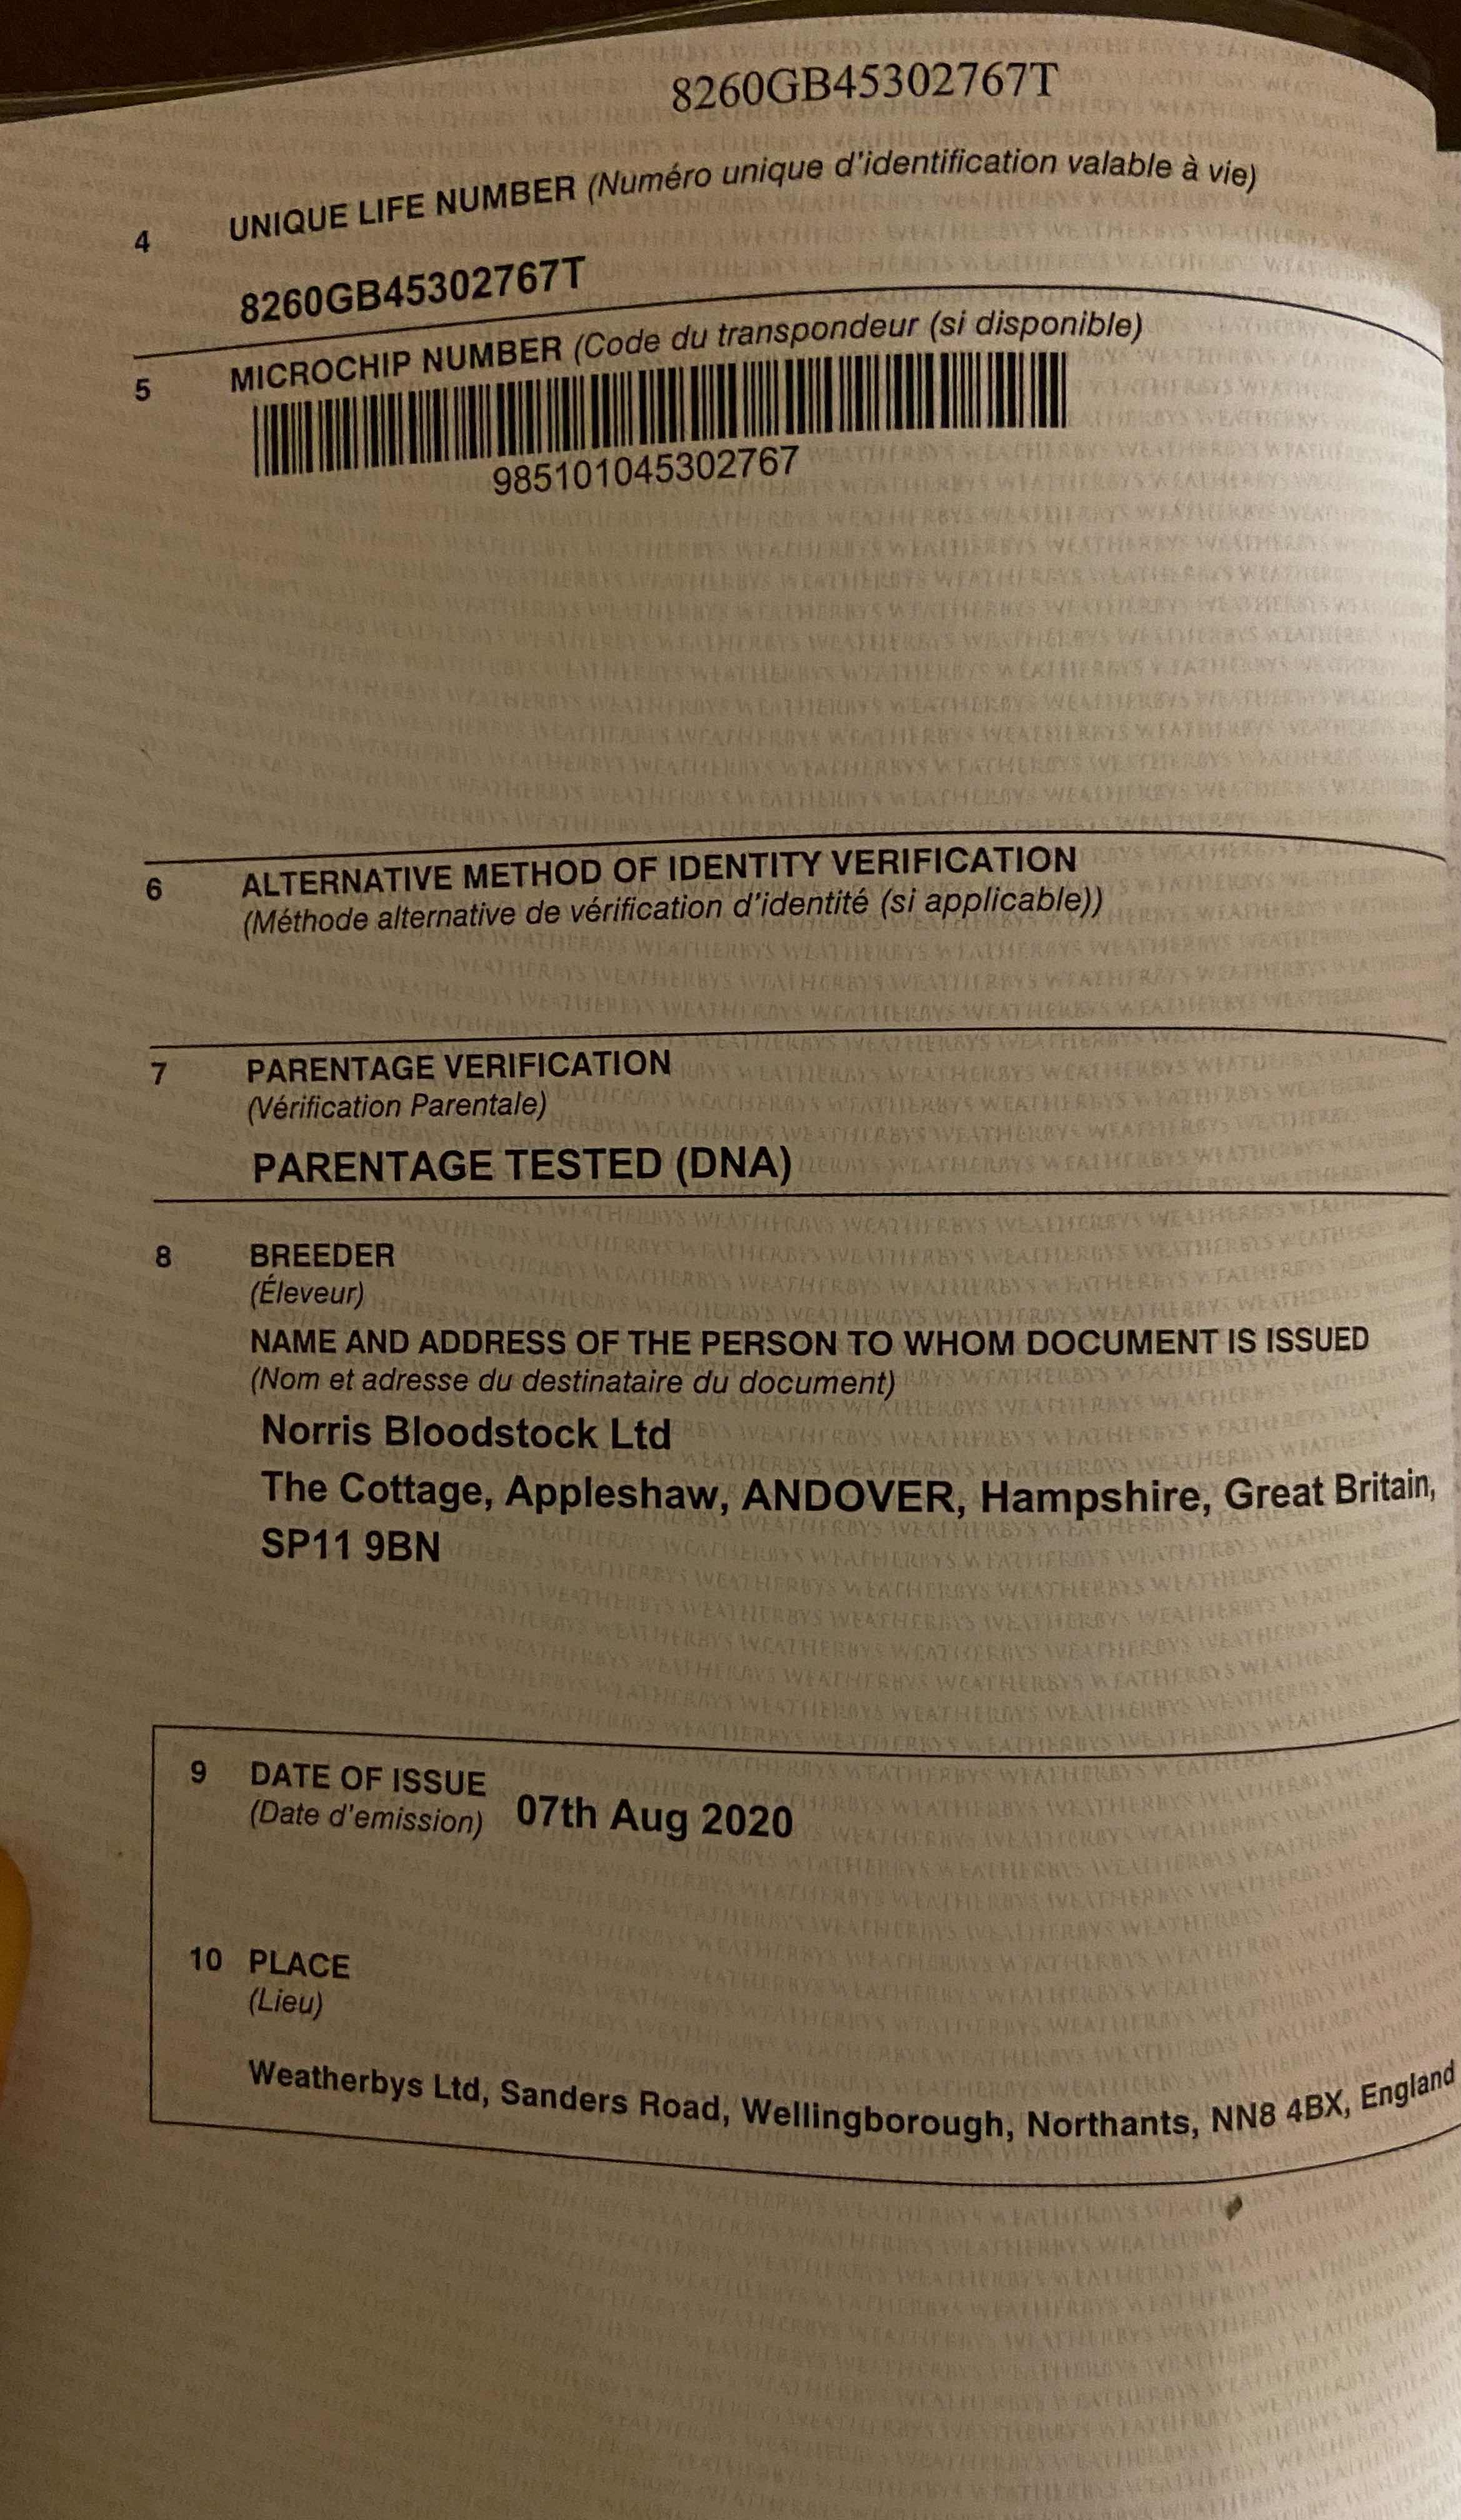 8260GB45302767T
4 UNIQUE LIFE NUMBER (Numéro unique d'identification valable à vie)
8260GB45302767T
5 MICROCHIP NUMBER (Code du transpondeur (si disponible)
985101045302767
6 ALTERNATIVE METHOD OF IDENTITY VERIFICATION
(Méthode alternative de vérification d'identité (si applicable))
7 PARENTAGE VERIFICATION
(Vérification Parentale)
PARENTAGE TESTED (DNA)
8 BREEDER
(Éleveur)
NAME AND ADDRESS OF THE PERSON TO WHOM DOCUMENT IS ISSUED
(Nom et adresse du destinataire du document)
Norris Bloodstock Ltd
The Cottage, Appleshaw, ANDOVER, Hampshire, Great Britain,
SP11 9BN
9 DATE OF ISSUE
(Date d'emission) 07th Aug 2020
10 PLACE
(Lieu)
Weatherbys Ltd, Sanders Road, Wellingborough, Northants, NN8 4BX, England